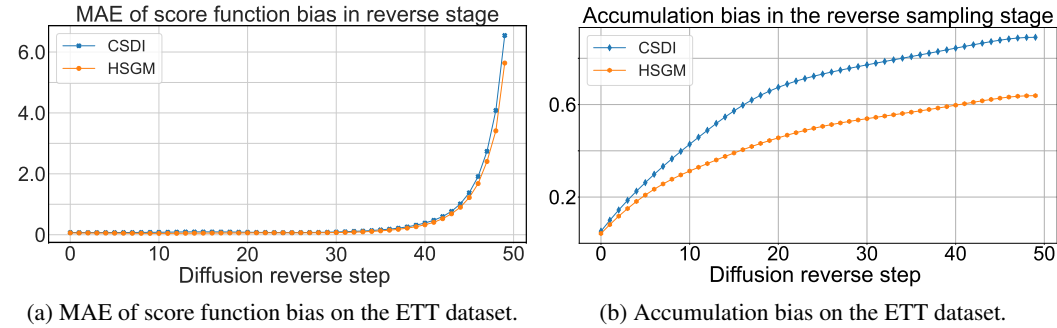 MAE of score function bias in reverse stage
6.0
4.0
2.0
0
CSDI
HSGM
0 10 20 30 40 50
Diffusion reverse step
(a) MAE of score function bias on the ETT dataset.
Accumulation bias in the reverse sampling stage
0.6
0.2
CSDI
HSGM
0 10 20 30 40 50
Diffusion reverse step
(b) Accumulation bias on the ETT dataset.